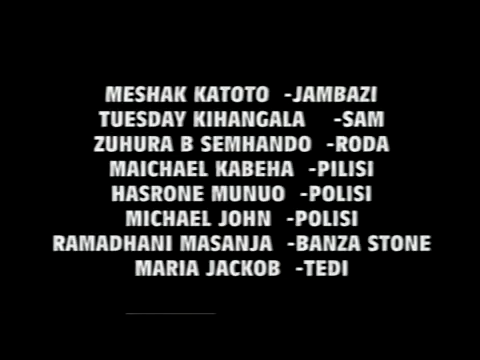 MESHAK KATOTO -JAMBAZI
TUESDAY KIHANGALA -SAM
ZUHURA B SEMHANDO -RODA
MAICHAEL KABEHA -PILISI
HASRONE MUNUO -POLISI
MICHAEL JOHN -POLISI
RAMADHANI MASANJA -BANZA STONE
MARIA JACKOB -TEDI